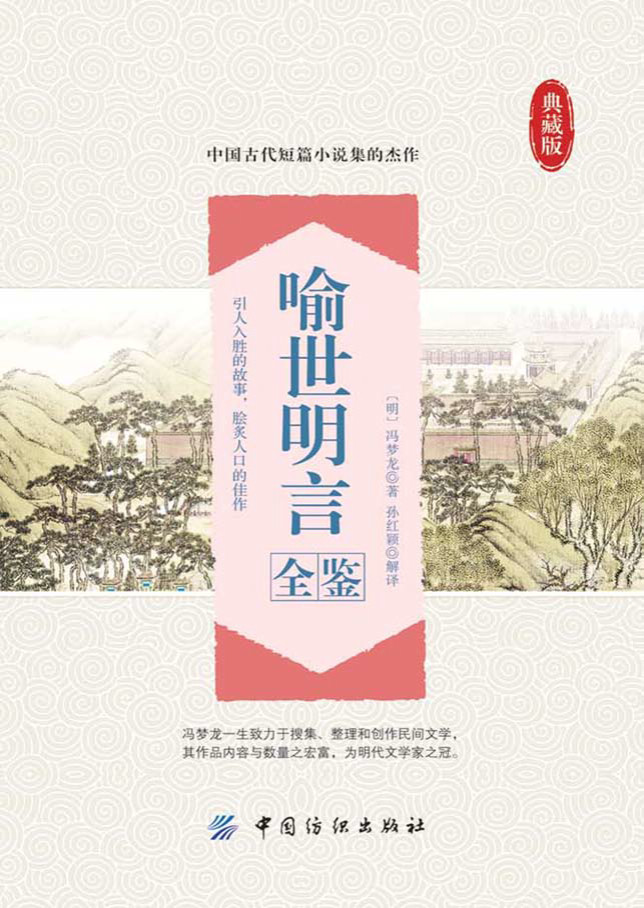 典藏版
中国古代短篇小说集的杰作
喻世明言
全鉴
引人入胜的故事，脍炙人口的佳作
〔明〕冯梦龙◎著 孙红颖◎解译
冯梦龙一生致力于搜集、整理和创作民间文学，
其作品内容与数量之宏富，为明代文学家之冠。
中国纺织出版社